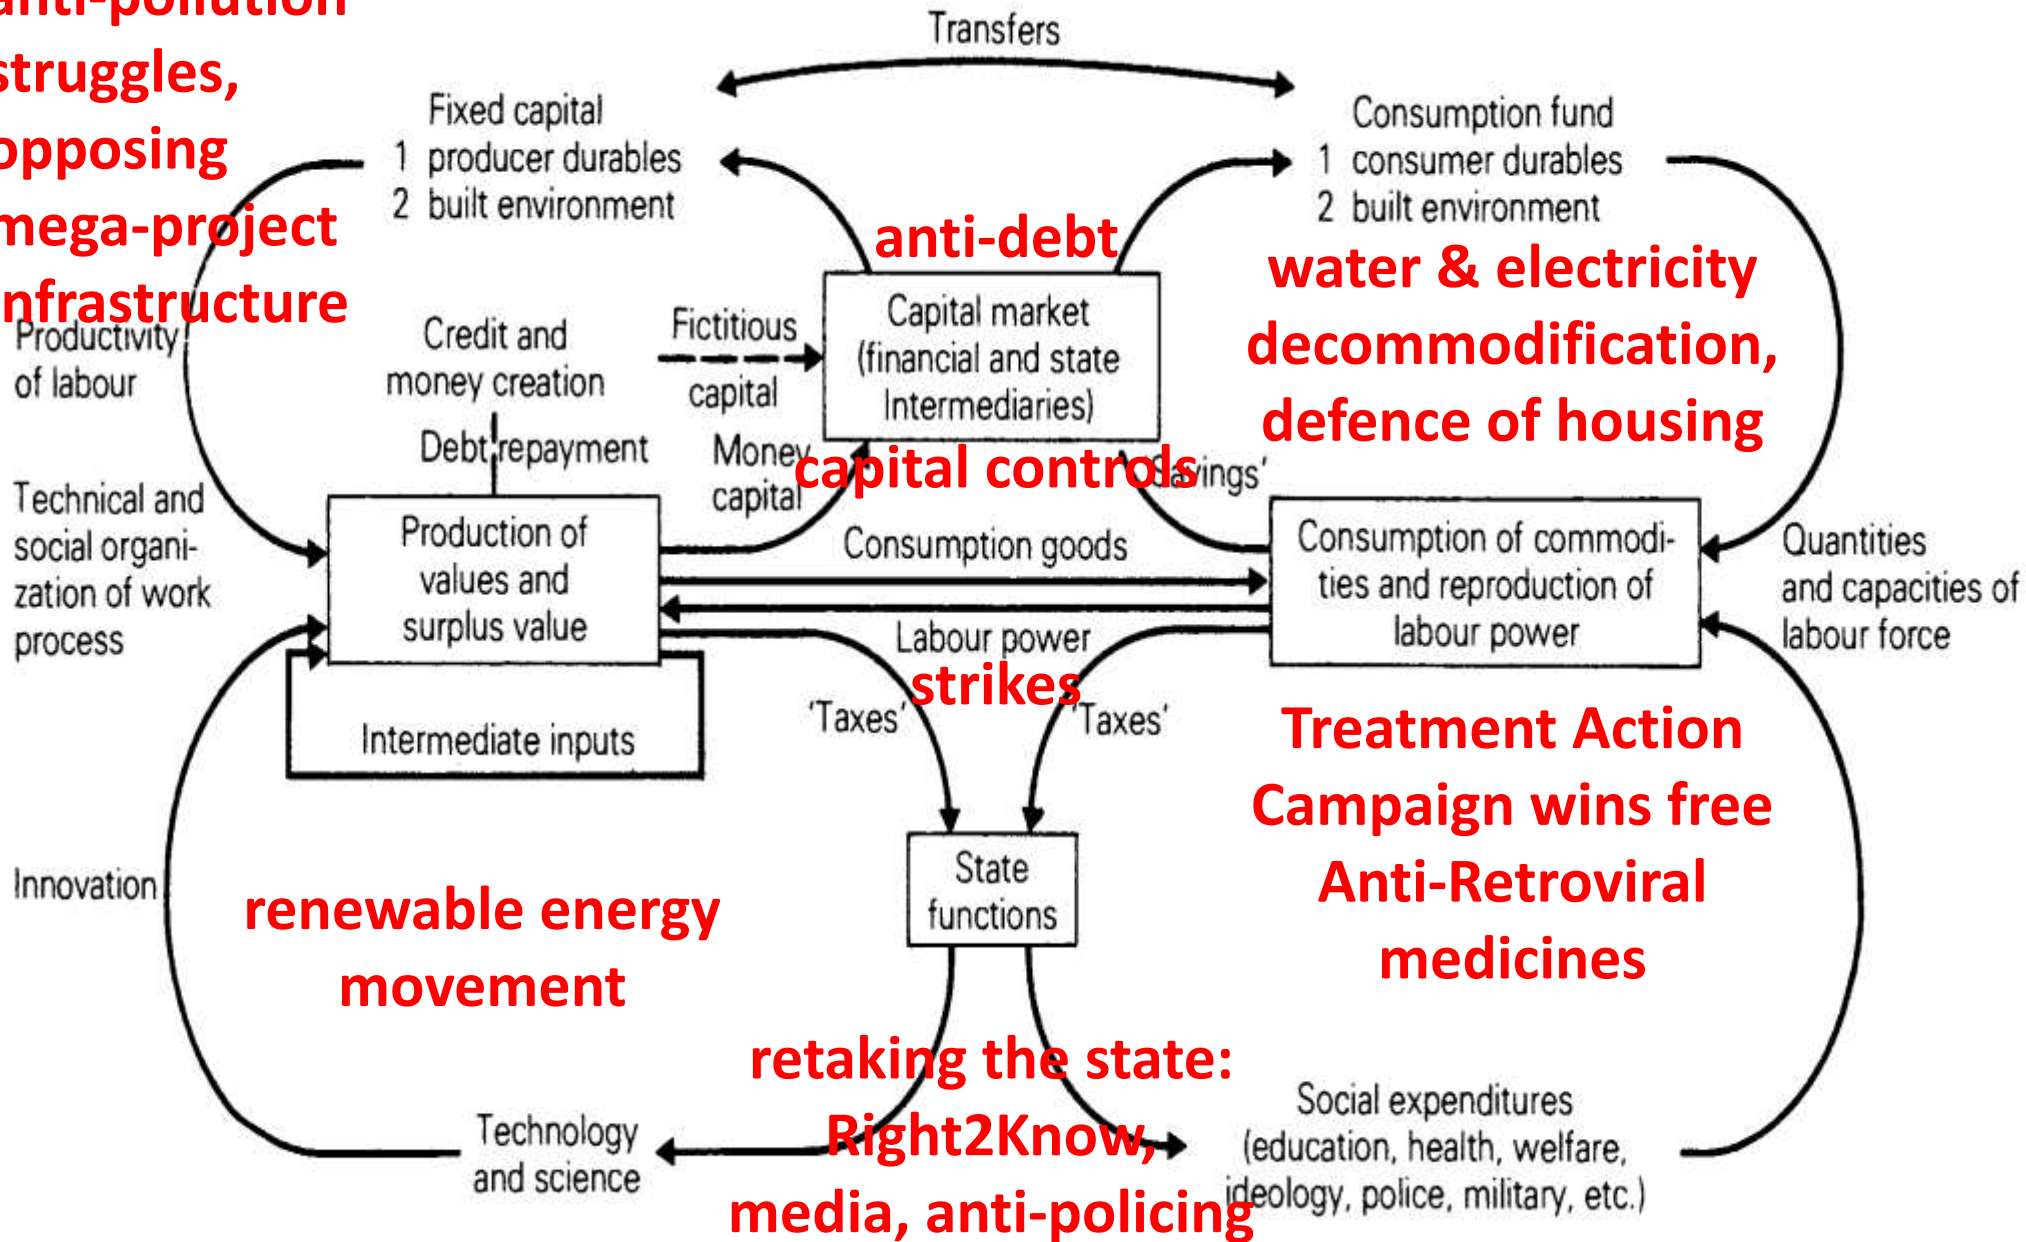 anti-pollution
struggles,
opposing
mega-project
infrastructure
Transfers
Fixed capital
1 producer durables
2 built environment
Consumption fund
1 consumer durables
2 built environment
anti-debt
water & electricity
decommodification,
defence of housing
Productivity
of labour
Credit and
money creation
Fictitious
capital
Capital market
(financial and state
Intermediaries)
Debt repayment
Money
capital
capital controls
Savings'
Technical and
social organi-
zation of work
process
Production of
values and
surplus value
Consumption goods
Consumption of commodi-
ties and reproduction of
labour power
Quantities
and capacities of
labour force
Labour power
strikes
'Taxes'
'Taxes'
Intermediate inputs
Treatment Action
Campaign wins free
Anti-Retroviral
medicines
State
functions
Innovation
renewable energy
movement
retaking the state:
Right2Know,
media, anti-policing
Technology
and science
Social expenditures
(education, health, welfare,
ideology, police, military, etc.)